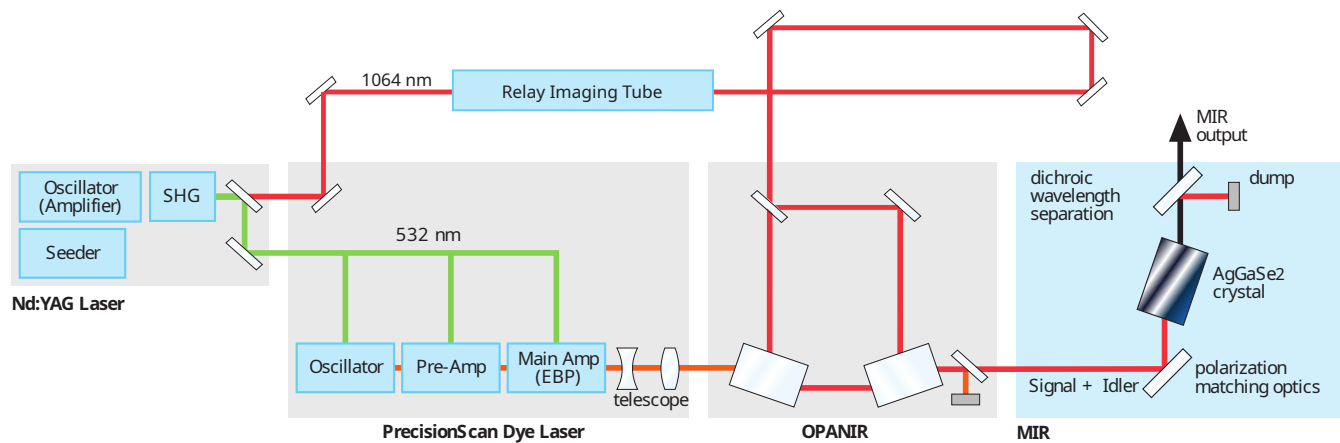 1064 nm
Relay Imaging Tube
MIR
output
Oscillator
(Amplifier)
SHG
Seeder
Nd:YAG Laser
532 nm
Oscillator
Pre-Amp
Main Amp
(EBP)
telescope
PrecisionScan Dye Laser
OPANIR
dichroic
wavelength
separation
dump
AgGaSe2
crystal
Signal + Idler
polarization
matching optics
MIR